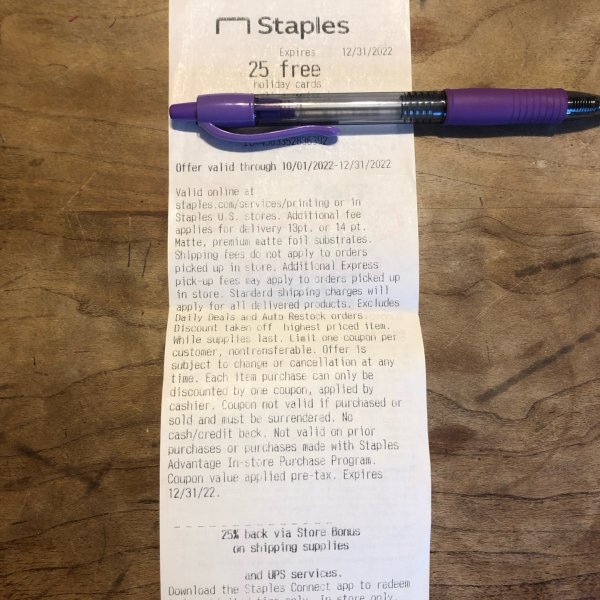 Staples
Expires 12/31/2022
25 free
holiday cards
Offer valid through 10/01/2022-12/31/2022
Valid online at
staples.com/services/printing or in
Staples U.S. stores. Additional fee
applies for delivery 13pt. or 14 pt.
Matte, premium matte foil substrates.
Shipping fees do not apply to orders
picked up in store. Additional Express
pick-up fees may apply to orders picked up
in store. Standard shipping charges will
apply for all delivered products. Excludes
Daily Deals and Auto Restock orders.
Discount taken off highest priced item.
While supplies last. Limit one coupon per
customer, nontransferable. Offer is
subject to change or cancellation at any
time. Each item purchase can only be
discounted by one coupon, applied by
cashier. Coupon not valid if purchased or
sold and must be surrendered. No
cash/credit back. Not valid on prior
purchases or purchases made with Staples
Advantage In-store Purchase Program.
Coupon value applied pre-tax. Expires
12/31/22.
25% back via Store Bonus
on shipping supplies
and UPS services.
Download the Staples Connect app to redeem
time only. In store only.